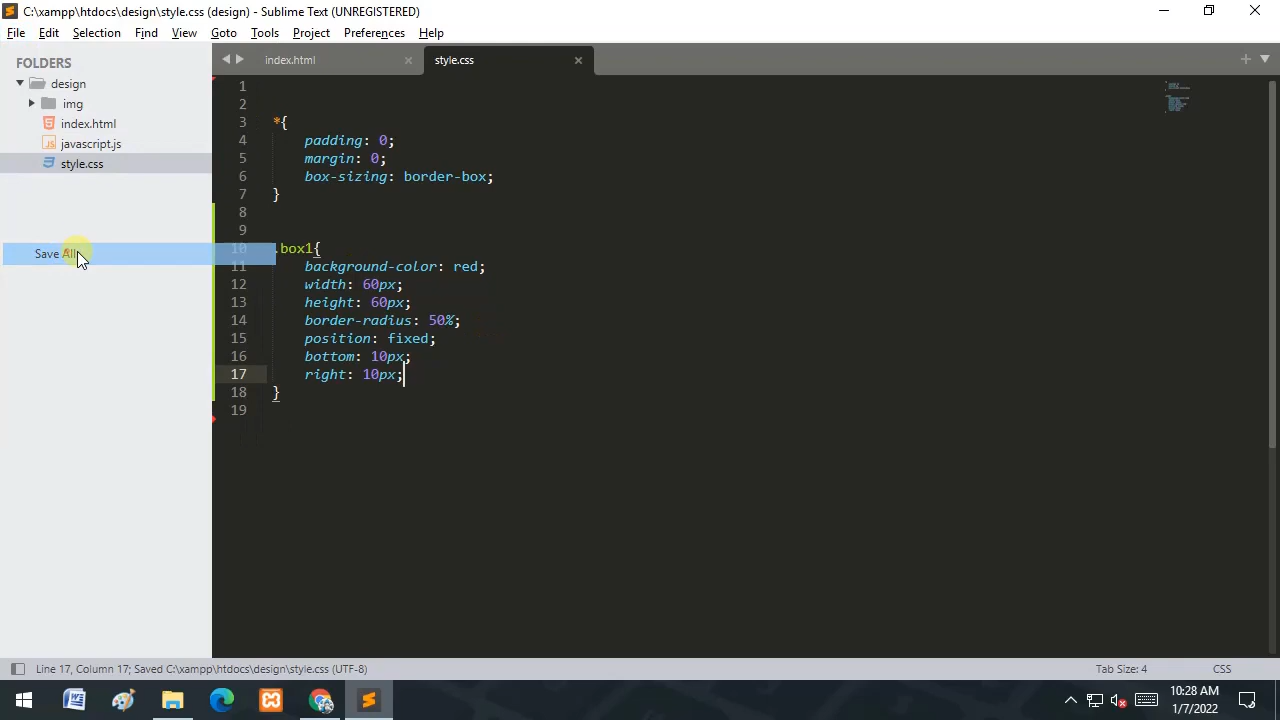 C:\xampp\htdocs\design\style.css (design) - Sublime Text (UNREGISTERED)
File Edit Selection Find View Goto Tools Project Preferences Help
FOLDERS
design
img
index.html
javascript.js
style.css
Save All
index.html × style.css ×
1
2
3 *{
4 padding: 0;
5 margin: 0;
6 box-sizing: border-box;
7 }
8
9
10 .box1{
11 background-color: red;
12 width: 60px;
13 height: 60px;
14 border-radius: 50%;
15 position: fixed;
16 bottom: 10px;
17 right: 10px;
18 }
19
Line 17, Column 17; Saved C:\xampp\htdocs\design\style.css (UTF-8) Tab Size: 4 CSS
10:28 AM
1/7/2022